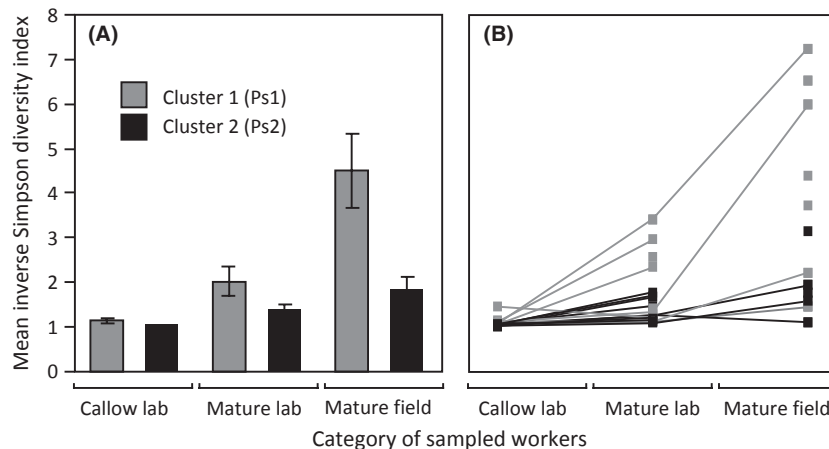 Mean inverse Simpson diversity index
8
7
6
5
4
3
2
1
0
(A)
Cluster 1 (Ps1)
Cluster 2 (Ps2)
(B)
Callow lab
Mature lab
Mature field
Callow lab
Mature lab
Mature field
Category of sampled workers